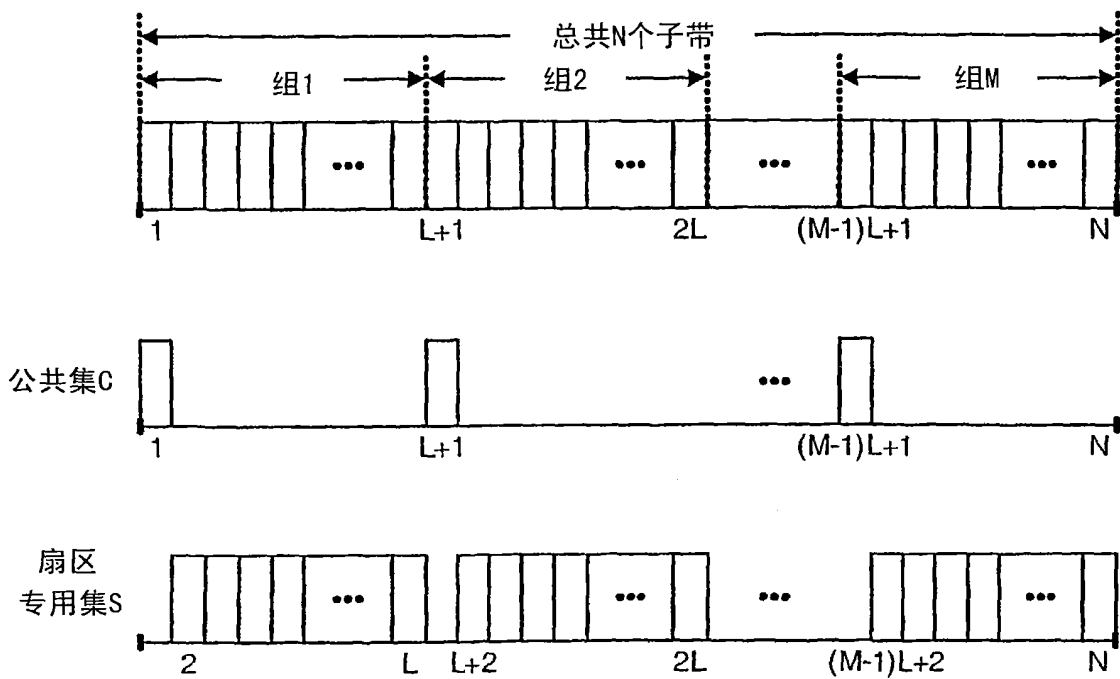 总共N个子带
组1 组2 组M
••• ••• ••• •••
1 L+1 2L (M-1)L+1 N
公共集C
•••
1 L+1 (M-1)L+1 N
扇区
专用集S
••• ••• ••• •••
2 L L+2 2L (M-1)L+2 N